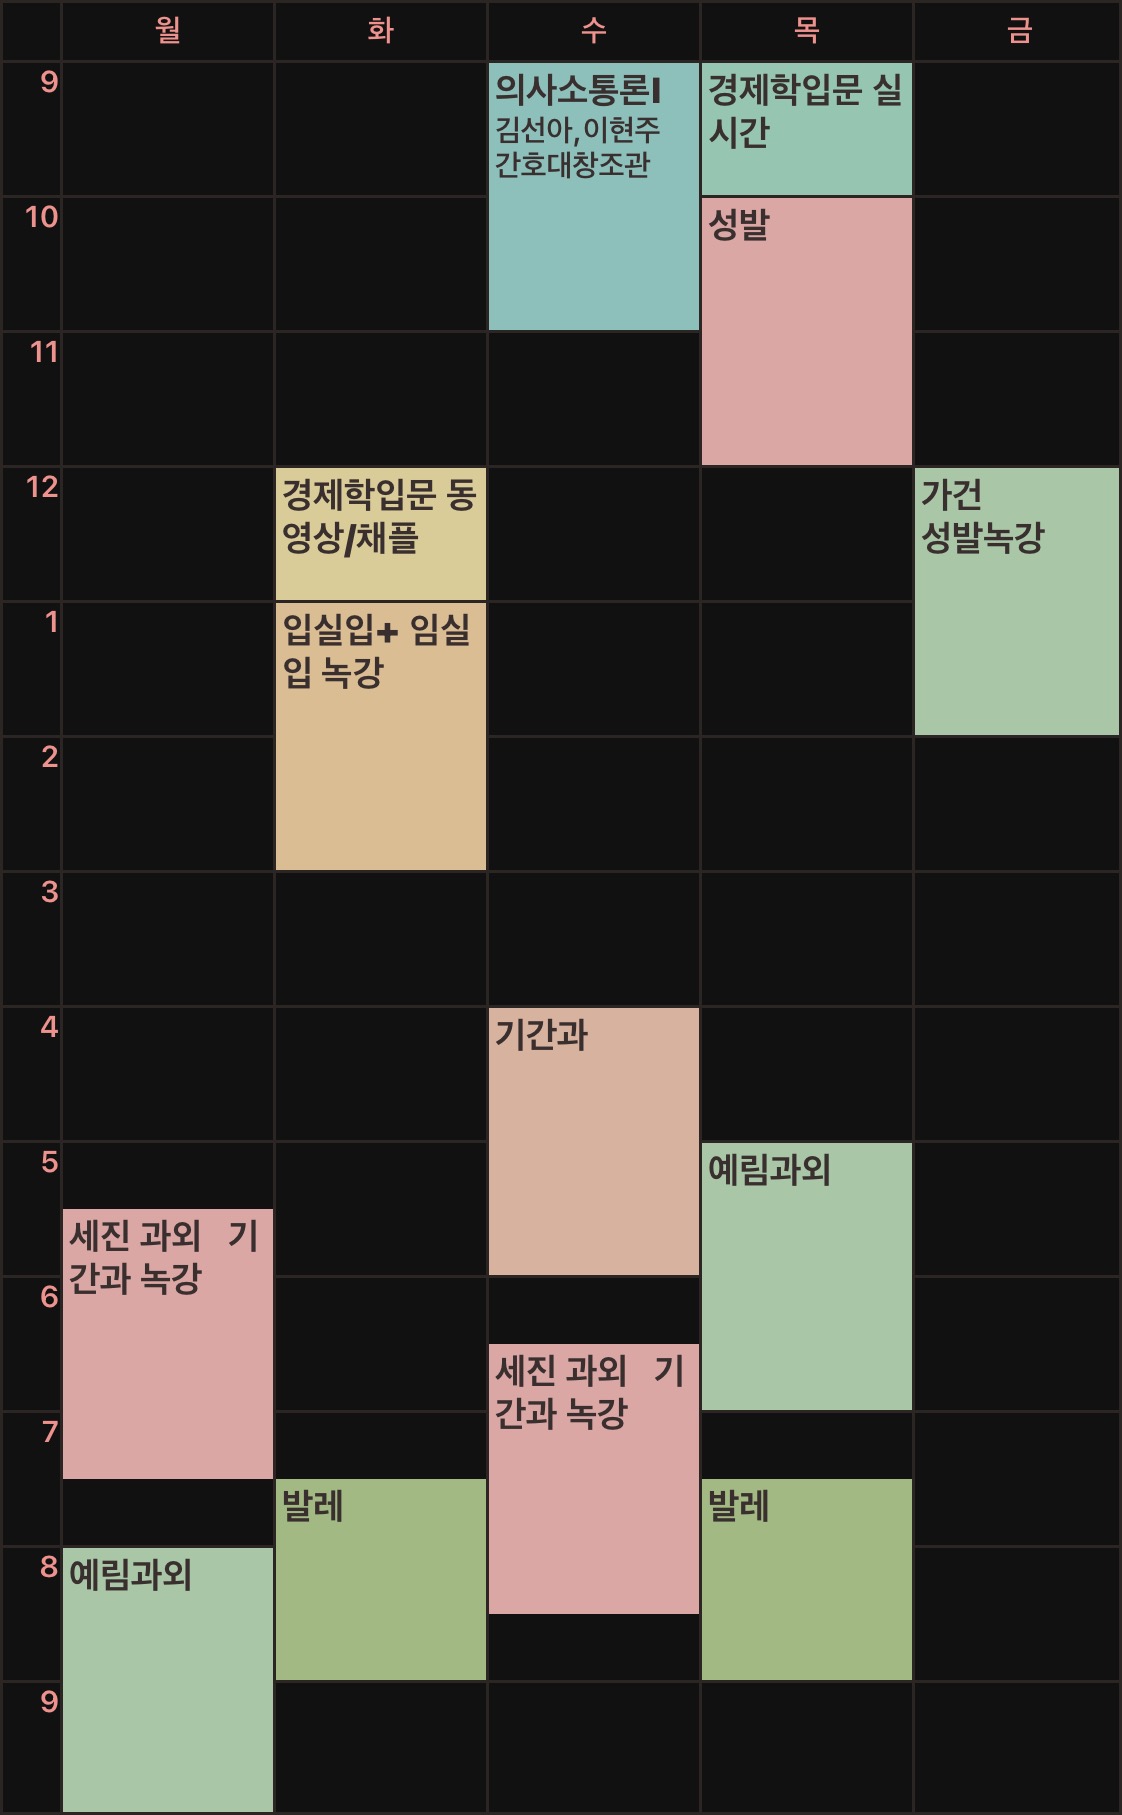 월 화 수 목 금
9
의사소통론I
김선아,이현주
간호대창조관
경제학입문 실
시간
10
성발
11
12
경제학입문 동
영상/채플
가건
성발녹강
1
입실입+ 임실
입 녹강
2
3
4
기간과
5
예림과외
세진 과외 기
간과 녹강
6
세진 과외 기
간과 녹강
7
발레
발레
8
예림과외
9